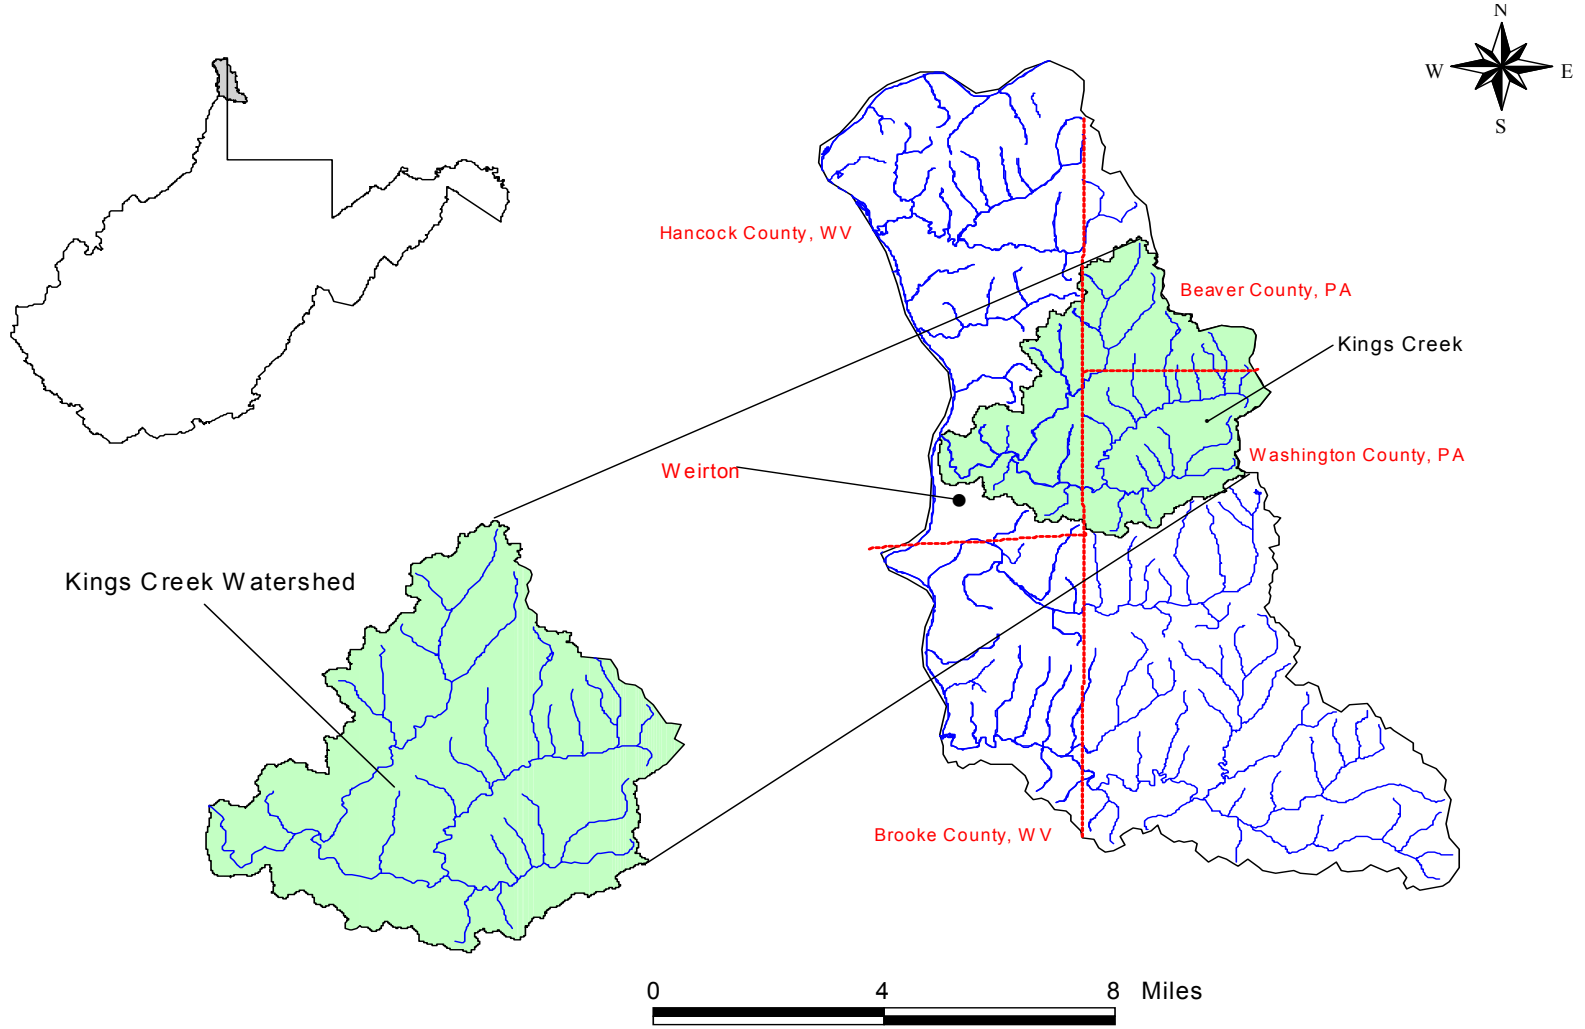 N
W E
S
Hancock County, WV
Beaver County, PA
Kings Creek
Washington County, PA
Weirton
Kings Creek Watershed
Brooke County, WV
0 4 8 Miles